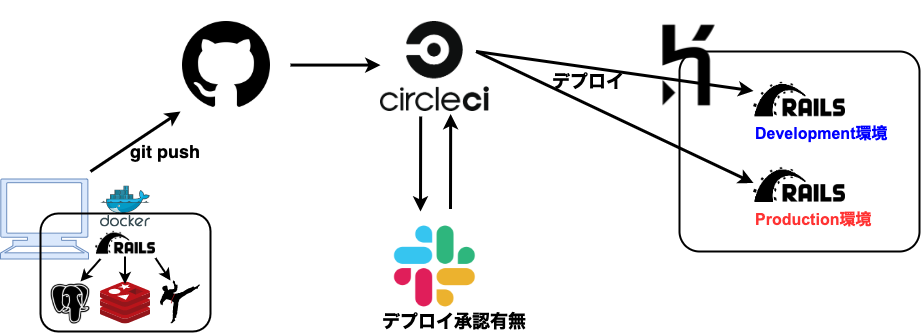 circleci
デプロイ
git push
RAILS
Development環境
RAILS
Production環境
docker
RAILS
デプロイ承認有無